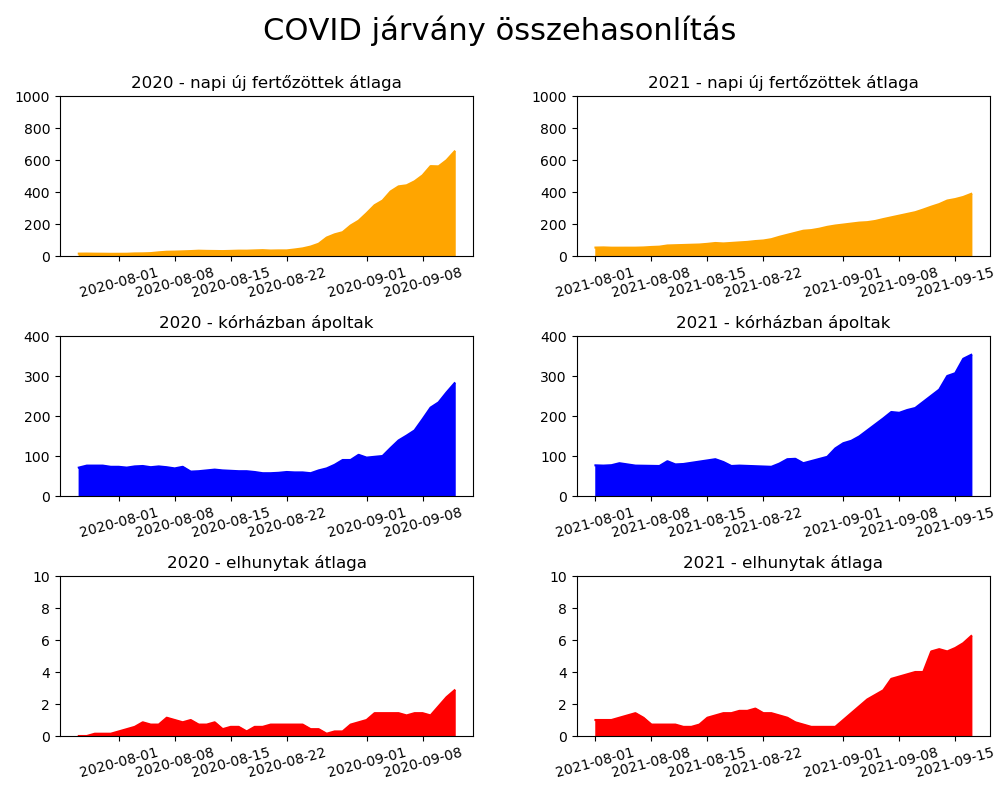 COVID járvány összehasonlítás
2020 - napi új fertőzöttek átlaga
1000
800
600
400
200
0
2020-08-01 2020-08-08 2020-08-15 2020-08-22 2020-09-01 2020-09-08
2021 - napi új fertőzöttek átlaga
1000
800
600
400
200
0
2021-08-01 2021-08-08 2021-08-15 2021-08-22 2021-09-01 2021-09-08 2021-09-15
2020 - kórházban ápoltak
400
300
200
100
0
2020-08-01 2020-08-08 2020-08-15 2020-08-22 2020-09-01 2020-09-08
2021 - kórházban ápoltak
400
300
200
100
0
2021-08-01 2021-08-08 2021-08-15 2021-08-22 2021-09-01 2021-09-08 2021-09-15
2020 - elhunytak átlaga
10
8
6
4
2
0
2020-08-01 2020-08-08 2020-08-15 2020-08-22 2020-09-01 2020-09-08
2021 - elhunytak átlaga
10
8
6
4
2
0
2021-08-01 2021-08-08 2021-08-15 2021-08-22 2021-09-01 2021-09-08 2021-09-15